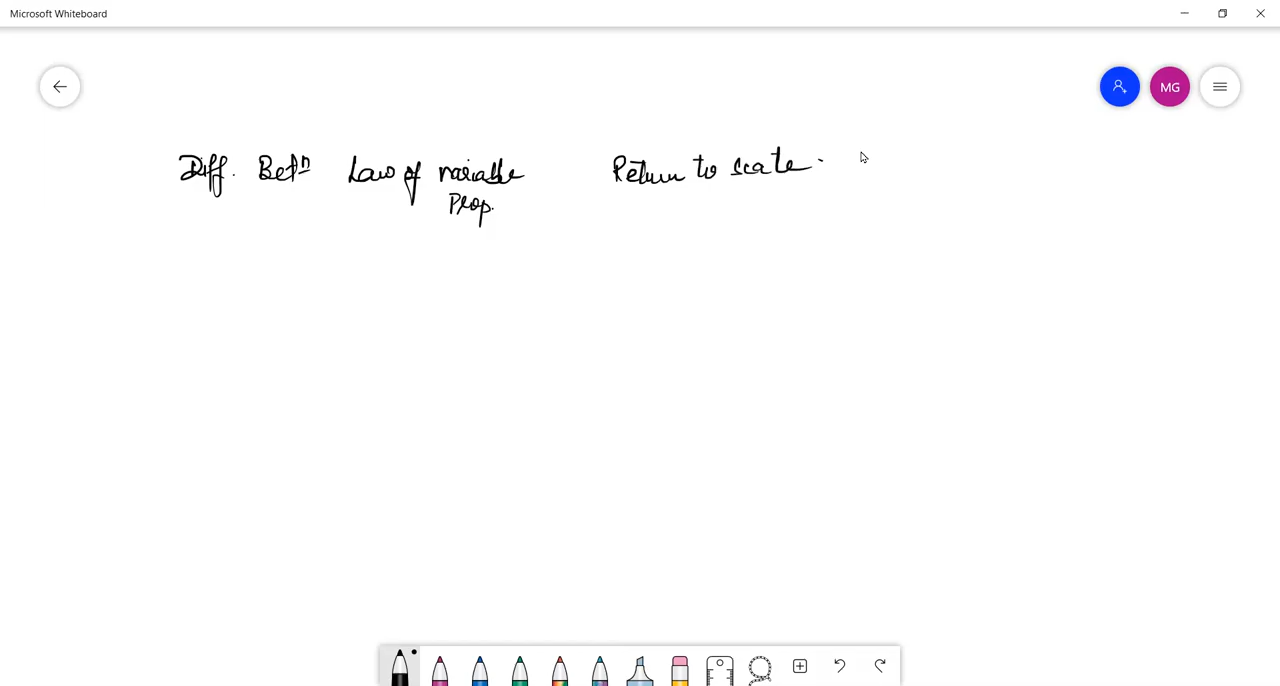 Microsoft Whiteboard
MG
Diff. Betn Law of variable Return to scale.
Prop.